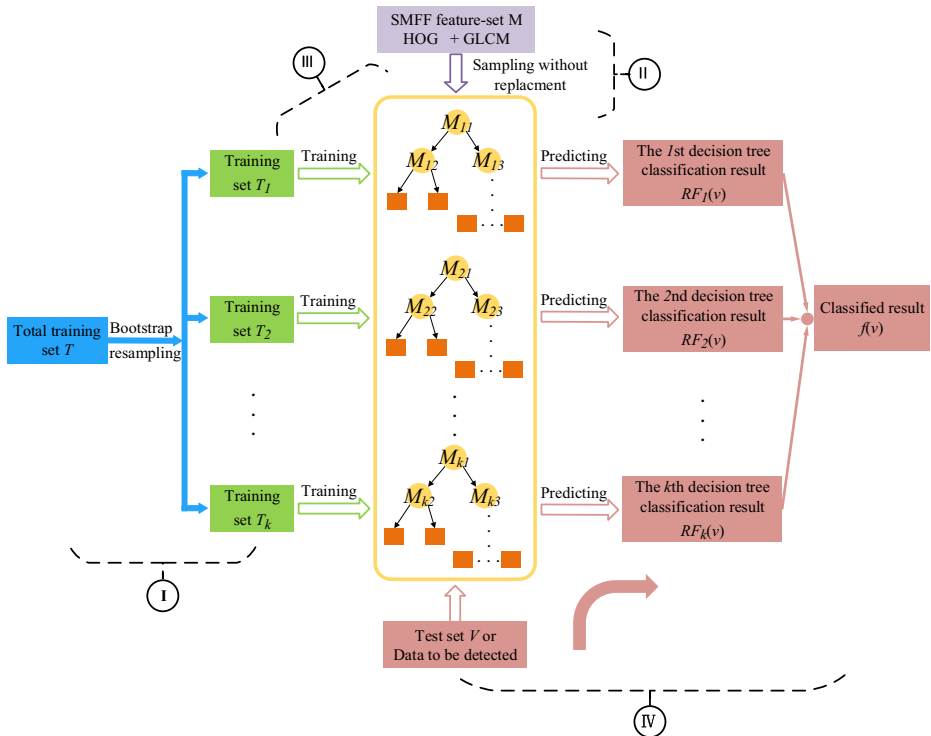 SMFF feature-set M
HOG + GLCM
Sampling without
replacment
III
II
Training
set T1
Training
M11
M12
M13
Predicting
The 1st decision tree
classification result
RF1(v)
Total training
set T
Bootstrap
resampling
Training
set T2
Training
M21
M22
M23
Predicting
The 2nd decision tree
classification result
RF2(v)
Classified result
f(v)
Training
set Tk
Training
Mk1
Mk2
Mk3
Predicting
The kth decision tree
classification result
RFk(v)
I
Test set V or
Data to be detected
IV